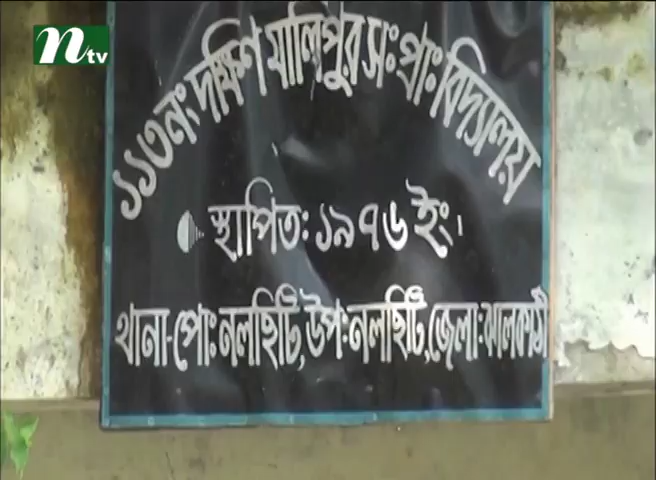 ntv
১১৩নং দক্ষিণ মালিপুর সংপ্রাঃ বিদ্যালয়
স্থাপিতঃ ১৯৭৬ ইং।
থানা-পোঃ নলছিটি, উপঃ নলছিটি, জেলাঃ ঝালকাঠী